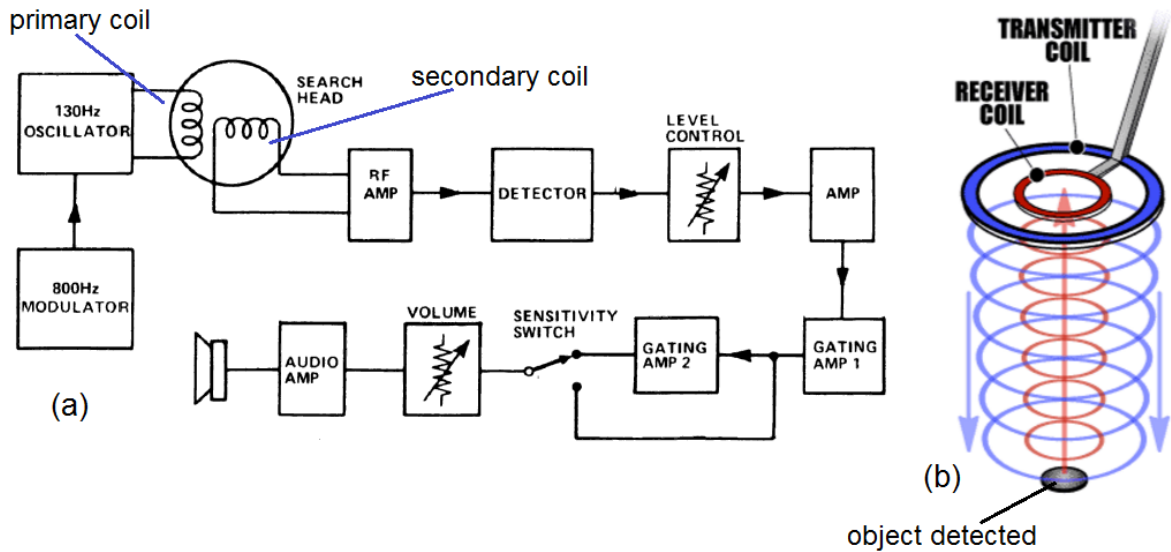 primary coil
130Hz
OSCILLATOR
SEARCH
HEAD
secondary coil
RF
AMP
DETECTOR
LEVEL
CONTROL
AMP
800Hz
MODULATOR
AUDIO
AMP
VOLUME
SENSITIVITY
SWITCH
GATING
AMP 2
GATING
AMP 1
(a)
TRANSMITTER
COIL
RECEIVER
COIL
(b)
object detected